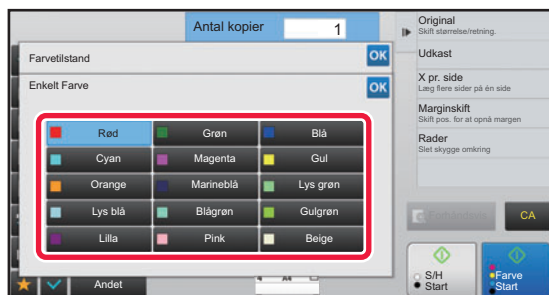 Antal kopier
1
Farvetilstand
OK
Enkelt Farve
OK
Rød
Grøn
Blå
Cyan
Magenta
Gul
Orange
Marineblå
Lys grøn
Lys blå
Blågrøn
Gulgrøn
Lilla
Pink
Beige
Andet
A4
Original
Skift størrelse/retning.
Udkast
X pr. side
Læg flere sider på én side
Marginskift
Skift pos. for at opnå margen
Rader
Slet skygge omkring
CA
S/H
Start
Farve
Start